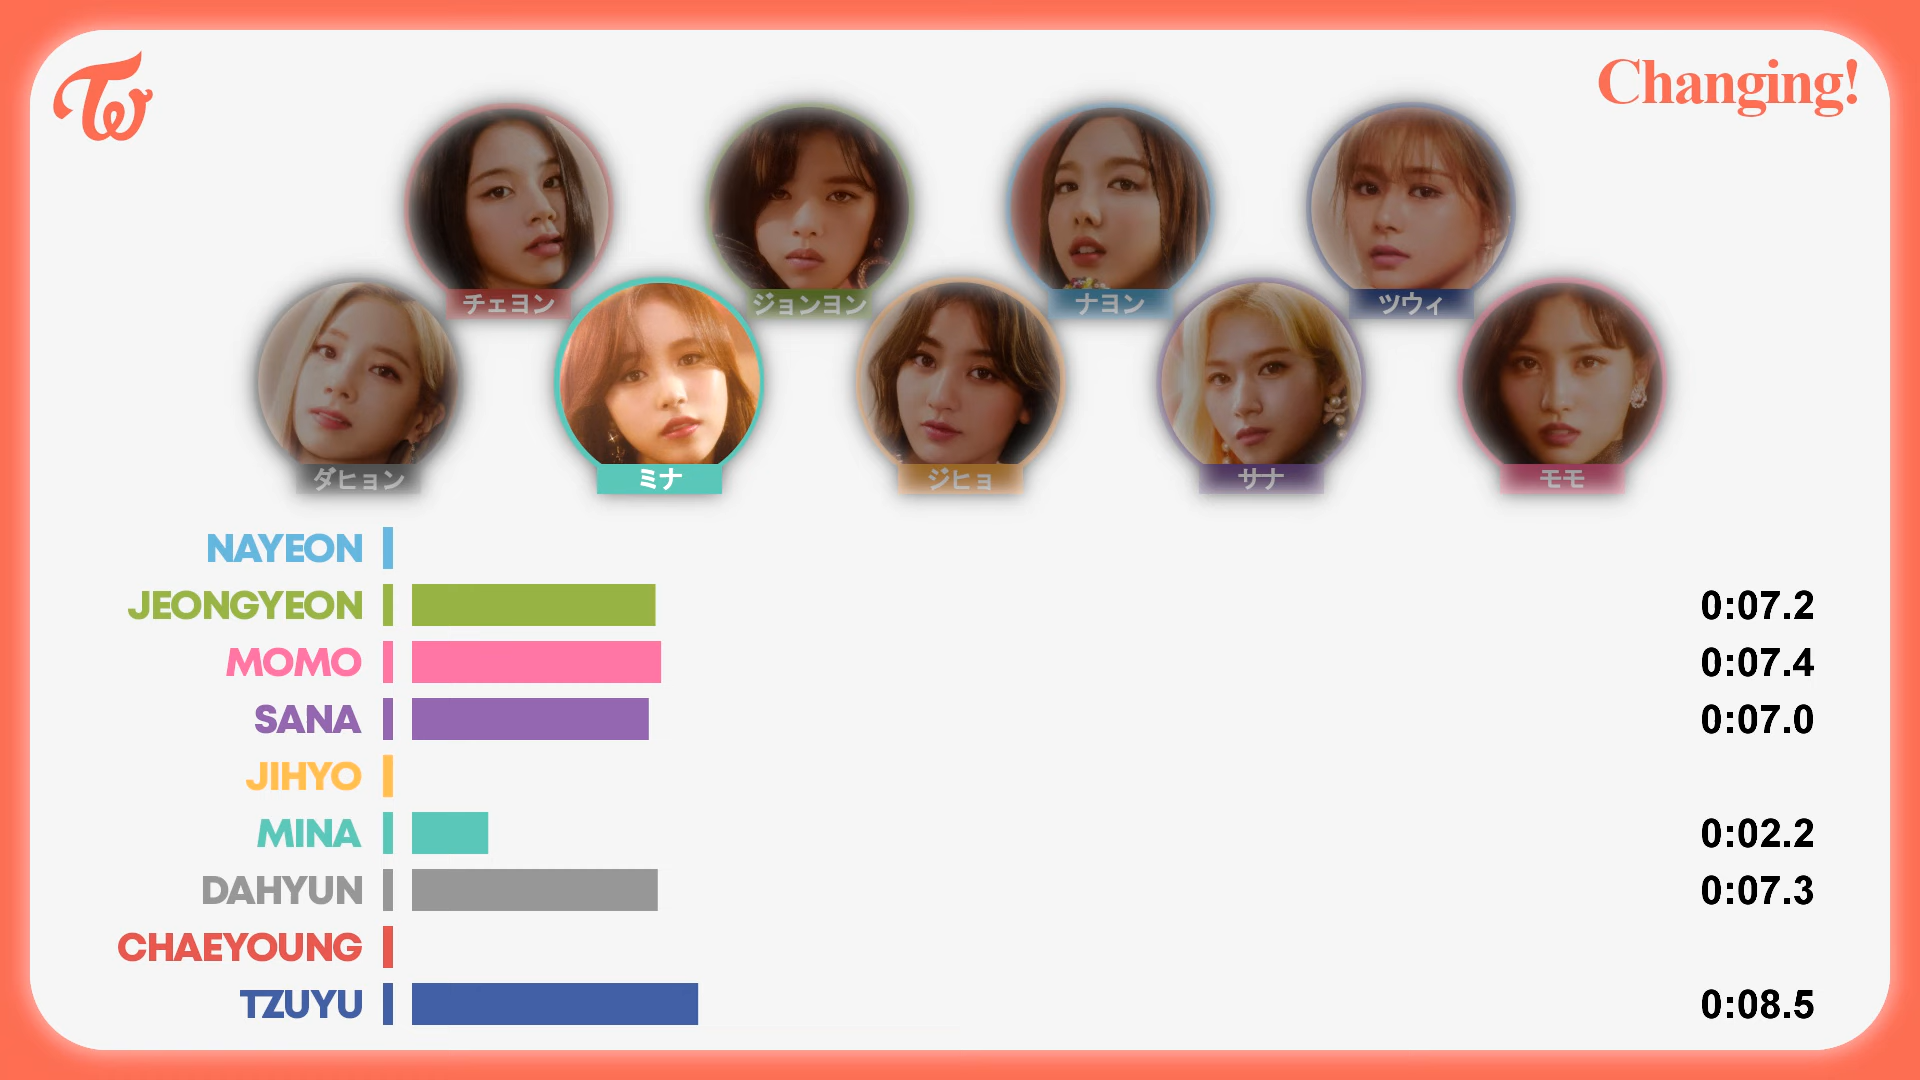 TW
Changing!
チェヨン
ジョンヨン
ナヨン
ツウィ
ダヒョン
ミナ
ジヒョ
サナ
モモ
NAYEON
JEONGYEON 0:07.2
MOMO 0:07.4
SANA 0:07.0
JIHYO
MINA 0:02.2
DAHYUN 0:07.3
CHAEYOUNG
TZUYU 0:08.5